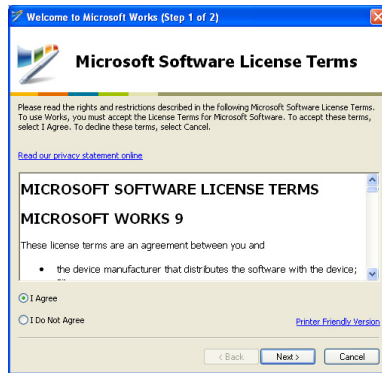 Welcome to Microsoft Works (Step 1 of 2)
Microsoft Software License Terms
Please read the rights and restrictions described in the following Microsoft Software License Terms.
To use Works, you must accept the License Terms for Microsoft Software. To accept these terms,
select I Agree. To decline these terms, select Cancel.
Read our privacy statement online
MICROSOFT SOFTWARE LICENSE TERMS
MICROSOFT WORKS 9
These license terms are an agreement between you and
• the device manufacturer that distributes the software with the device;
I Agree
I Do Not Agree
Printer Friendly Version
< Back
Next >
Cancel